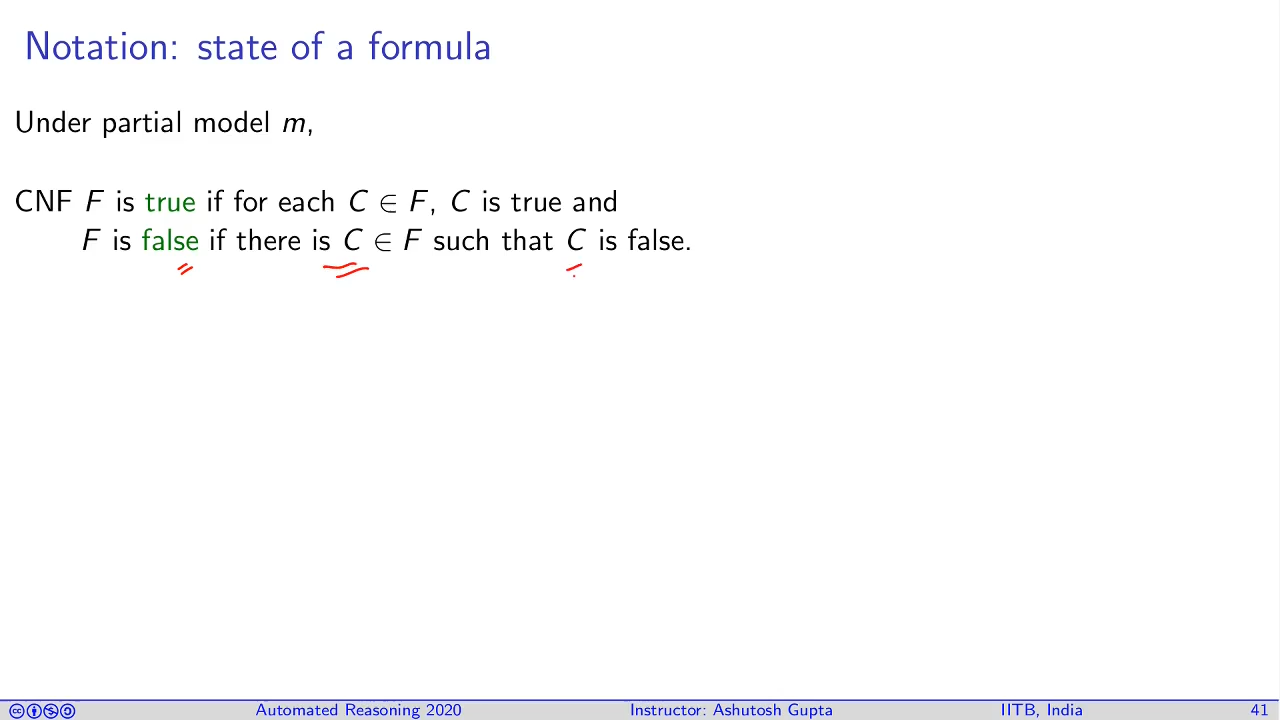 Notation: state of a formula
Under partial model m,
CNF F is true if for each C ∈ F, C is true and
F is false if there is C ∈ F such that C is false.
Automated Reasoning 2020 Instructor: Ashutosh Gupta IITB, India 41